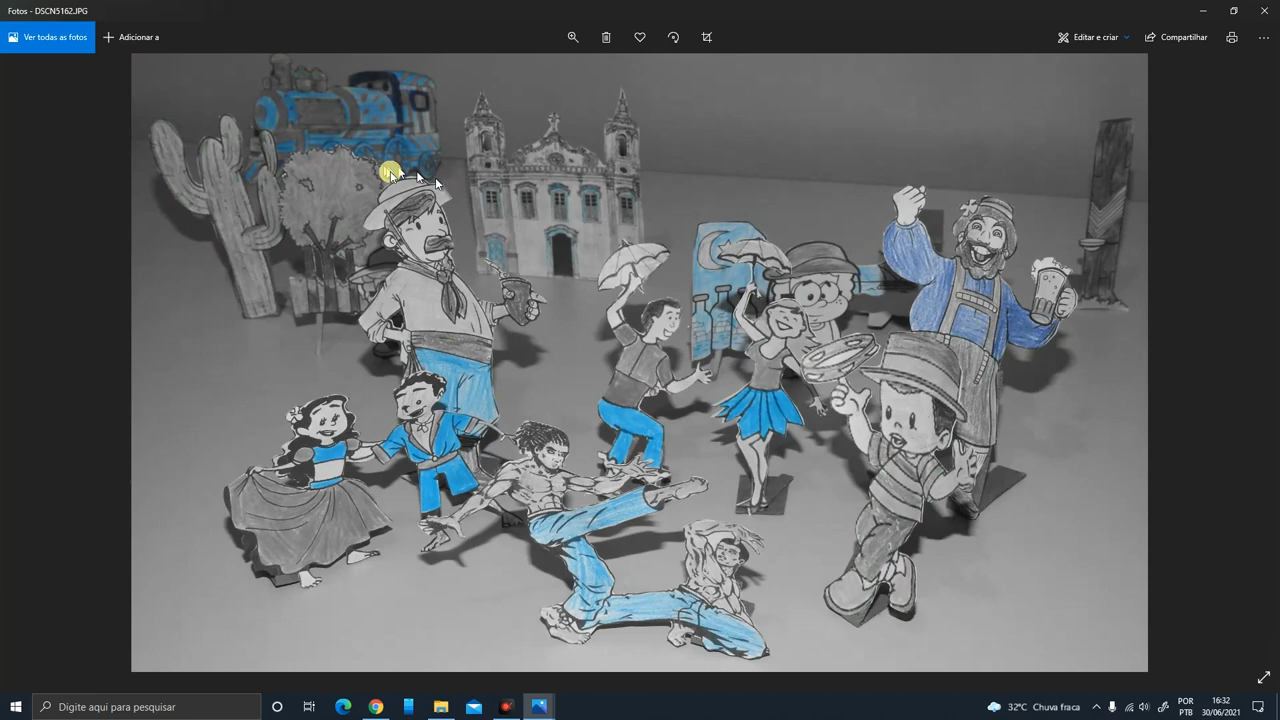 Fotos - DSCN5162.JPG
Ver todas as fotos
Adicionar a
Editar e criar
Compartilhar
Digite aqui para pesquisar
32°C Chuva fraca
POR
PTB
16:32
30/06/2021